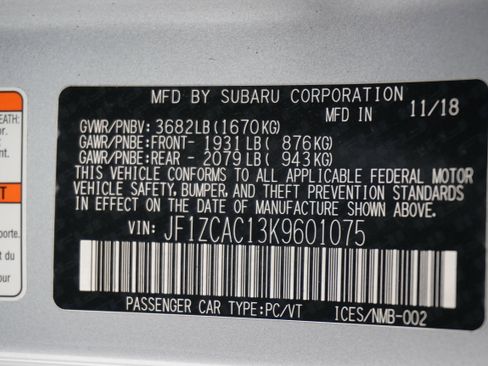 MFD BY SUBARU CORPORATION
MFD IN 11/18
GVWR/PNBV: 3682LB(1670KG)
GAWR/PNBE:FRONT- 1931LB( 876KG)
GAWR/PNBE:REAR - 2079LB( 943KG)
THIS VEHICLE CONFORMS TO ALL APPLICABLE FEDERAL MOTOR
VEHICLE SAFETY, BUMPER, AND THEFT PREVENTION STANDARDS
IN EFFECT ON THE DATE OF MANUFACTURE SHOWN ABOVE.
VIN: JF1ZCAC13K9601075
PASSENGER CAR TYPE:PC/VT ICES/NMB-002